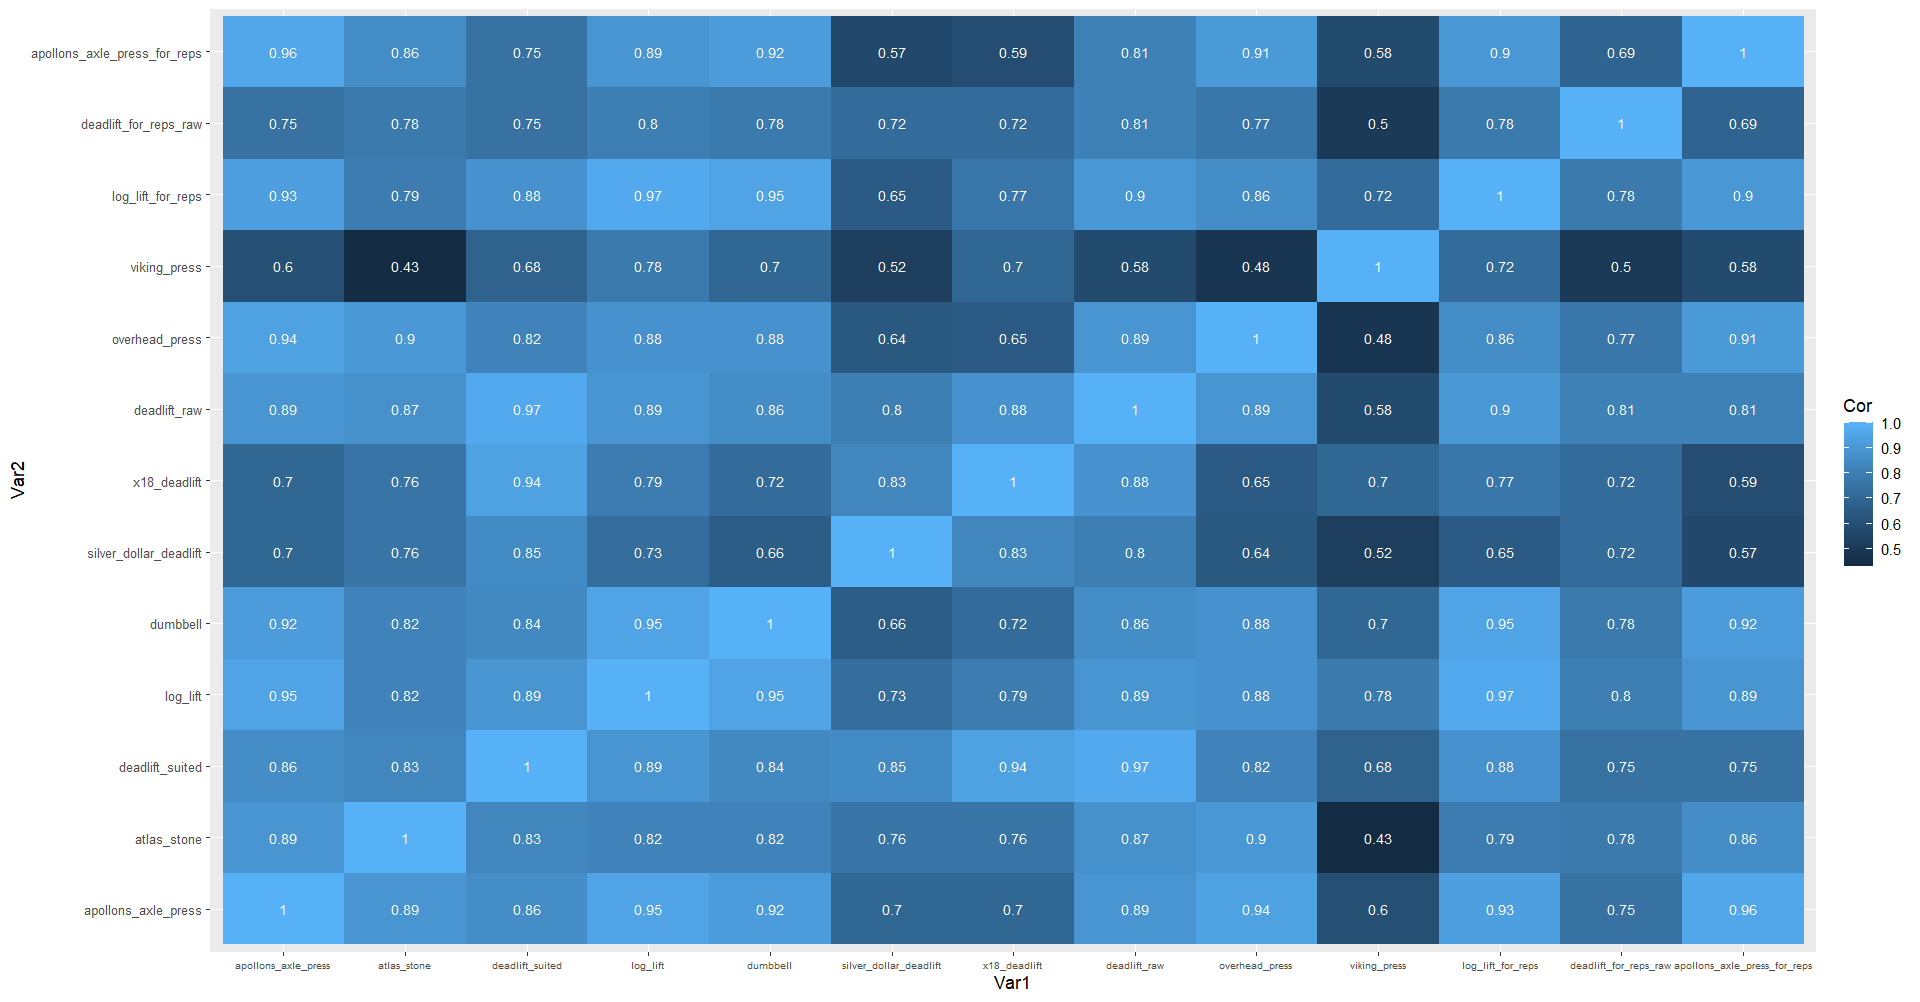 apollons_axle_press_for_reps 0.96 0.86 0.75 0.89 0.92 0.57 0.59 0.81 0.91 0.58 0.9 0.69 1
deadlift_for_reps_raw 0.75 0.78 0.75 0.8 0.78 0.72 0.72 0.81 0.77 0.5 0.78 1 0.69
log_lift_for_reps 0.93 0.79 0.88 0.97 0.95 0.65 0.77 0.9 0.86 0.72 1 0.78 0.9
viking_press 0.6 0.43 0.68 0.78 0.7 0.52 0.7 0.58 0.48 1 0.72 0.5 0.58
overhead_press 0.94 0.9 0.82 0.88 0.88 0.64 0.65 0.89 1 0.48 0.86 0.77 0.91
deadlift_raw 0.89 0.87 0.97 0.89 0.86 0.8 0.88 1 0.89 0.58 0.9 0.81 0.81
x18_deadlift 0.7 0.76 0.94 0.79 0.72 0.83 1 0.88 0.65 0.7 0.77 0.72 0.59
silver_dollar_deadlift 0.7 0.76 0.85 0.73 0.66 1 0.83 0.8 0.64 0.52 0.65 0.72 0.57
dumbbell 0.92 0.82 0.84 0.95 1 0.66 0.72 0.86 0.88 0.7 0.95 0.78 0.92
log_lift 0.95 0.82 0.89 1 0.95 0.73 0.79 0.89 0.88 0.78 0.97 0.8 0.89
deadlift_suited 0.86 0.83 1 0.89 0.84 0.85 0.94 0.97 0.82 0.68 0.88 0.75 0.75
atlas_stone 0.89 1 0.83 0.82 0.82 0.76 0.76 0.87 0.9 0.43 0.79 0.78 0.86
apollons_axle_press 1 0.89 0.86 0.95 0.92 0.7 0.7 0.89 0.94 0.6 0.93 0.75 0.96
apollons_axle_press atlas_stone deadlift_suited log_lift dumbbell silver_dollar_deadlift x18_deadlift deadlift_raw overhead_press viking_press log_lift_for_reps deadlift_for_reps_raw apollons_axle_press_for_reps
Var1
Var2
Cor
1.0
0.9
0.8
0.7
0.6
0.5